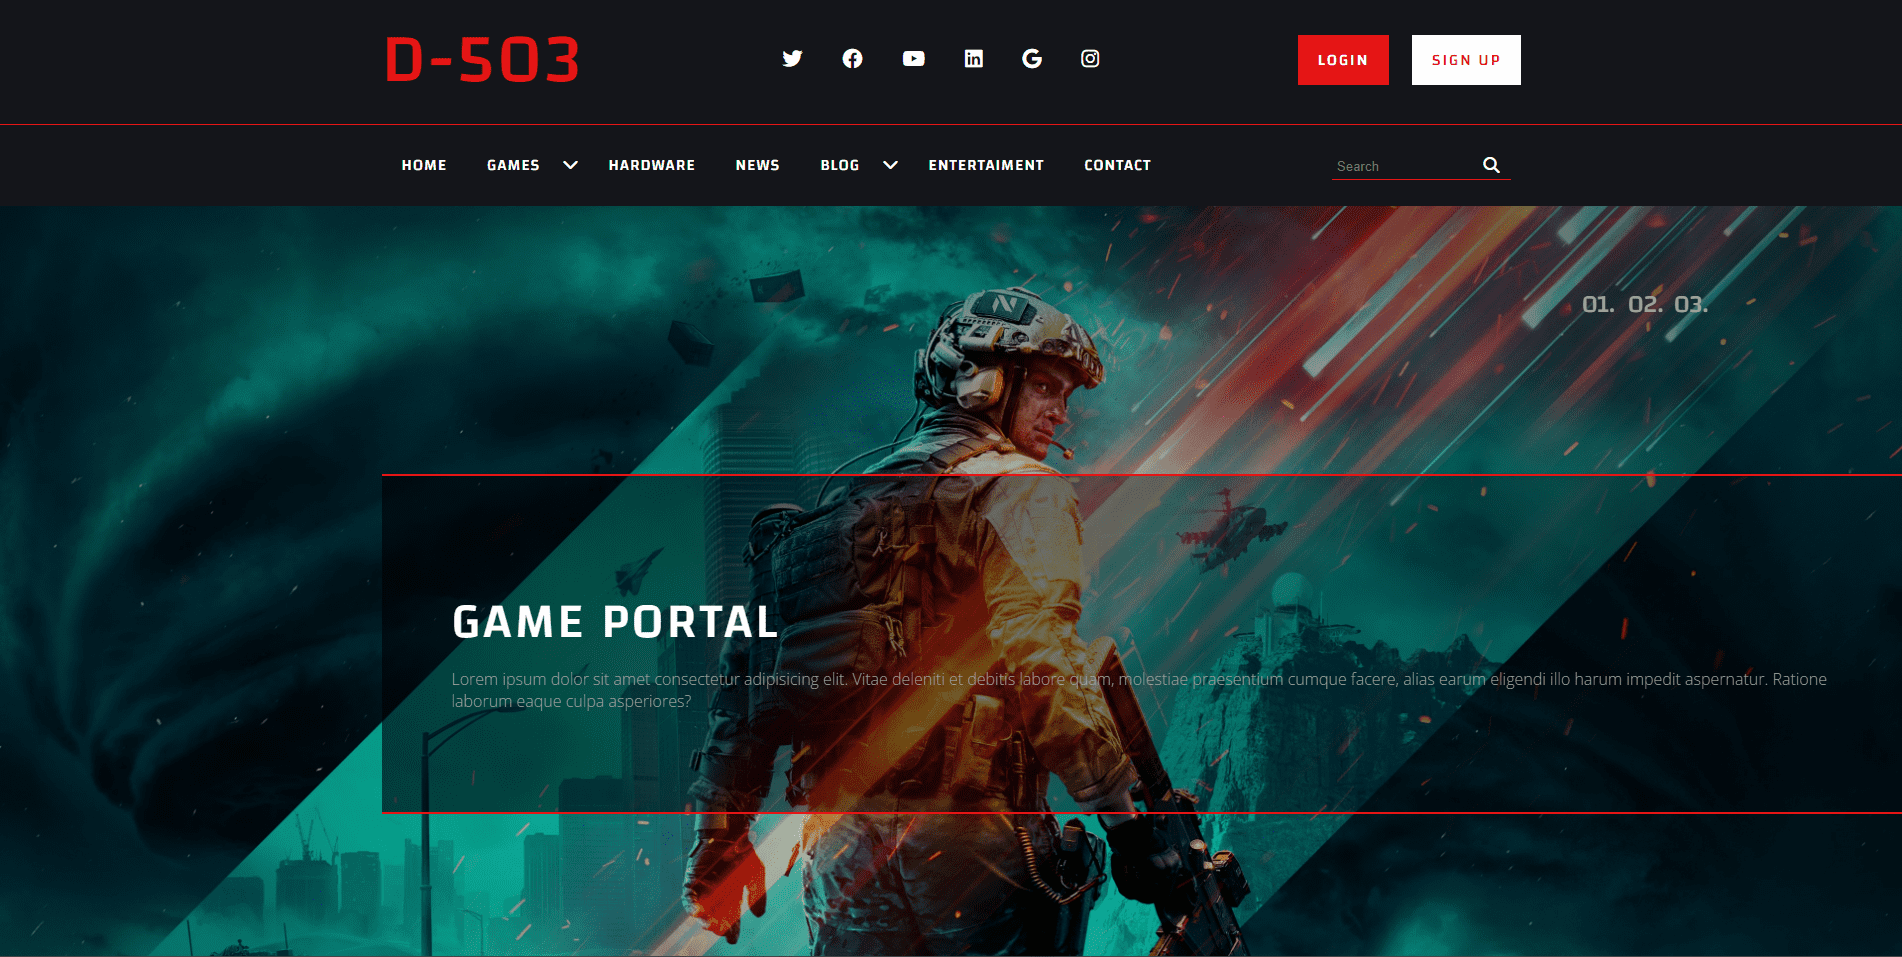 D-503
LOGIN
SIGN UP
HOME
GAMES
HARDWARE
NEWS
BLOG
ENTERTAIMENT
CONTACT
Search
01. 02. 03.
GAME PORTAL
Lorem ipsum dolor sit amet consectetur adipisicing elit. Vitae deleniti et debitis labore quam, molestiae praesentium cumque facere, alias earum eligendi illo harum impedit aspernatur. Ratione
laborum eaque culpa asperiores?